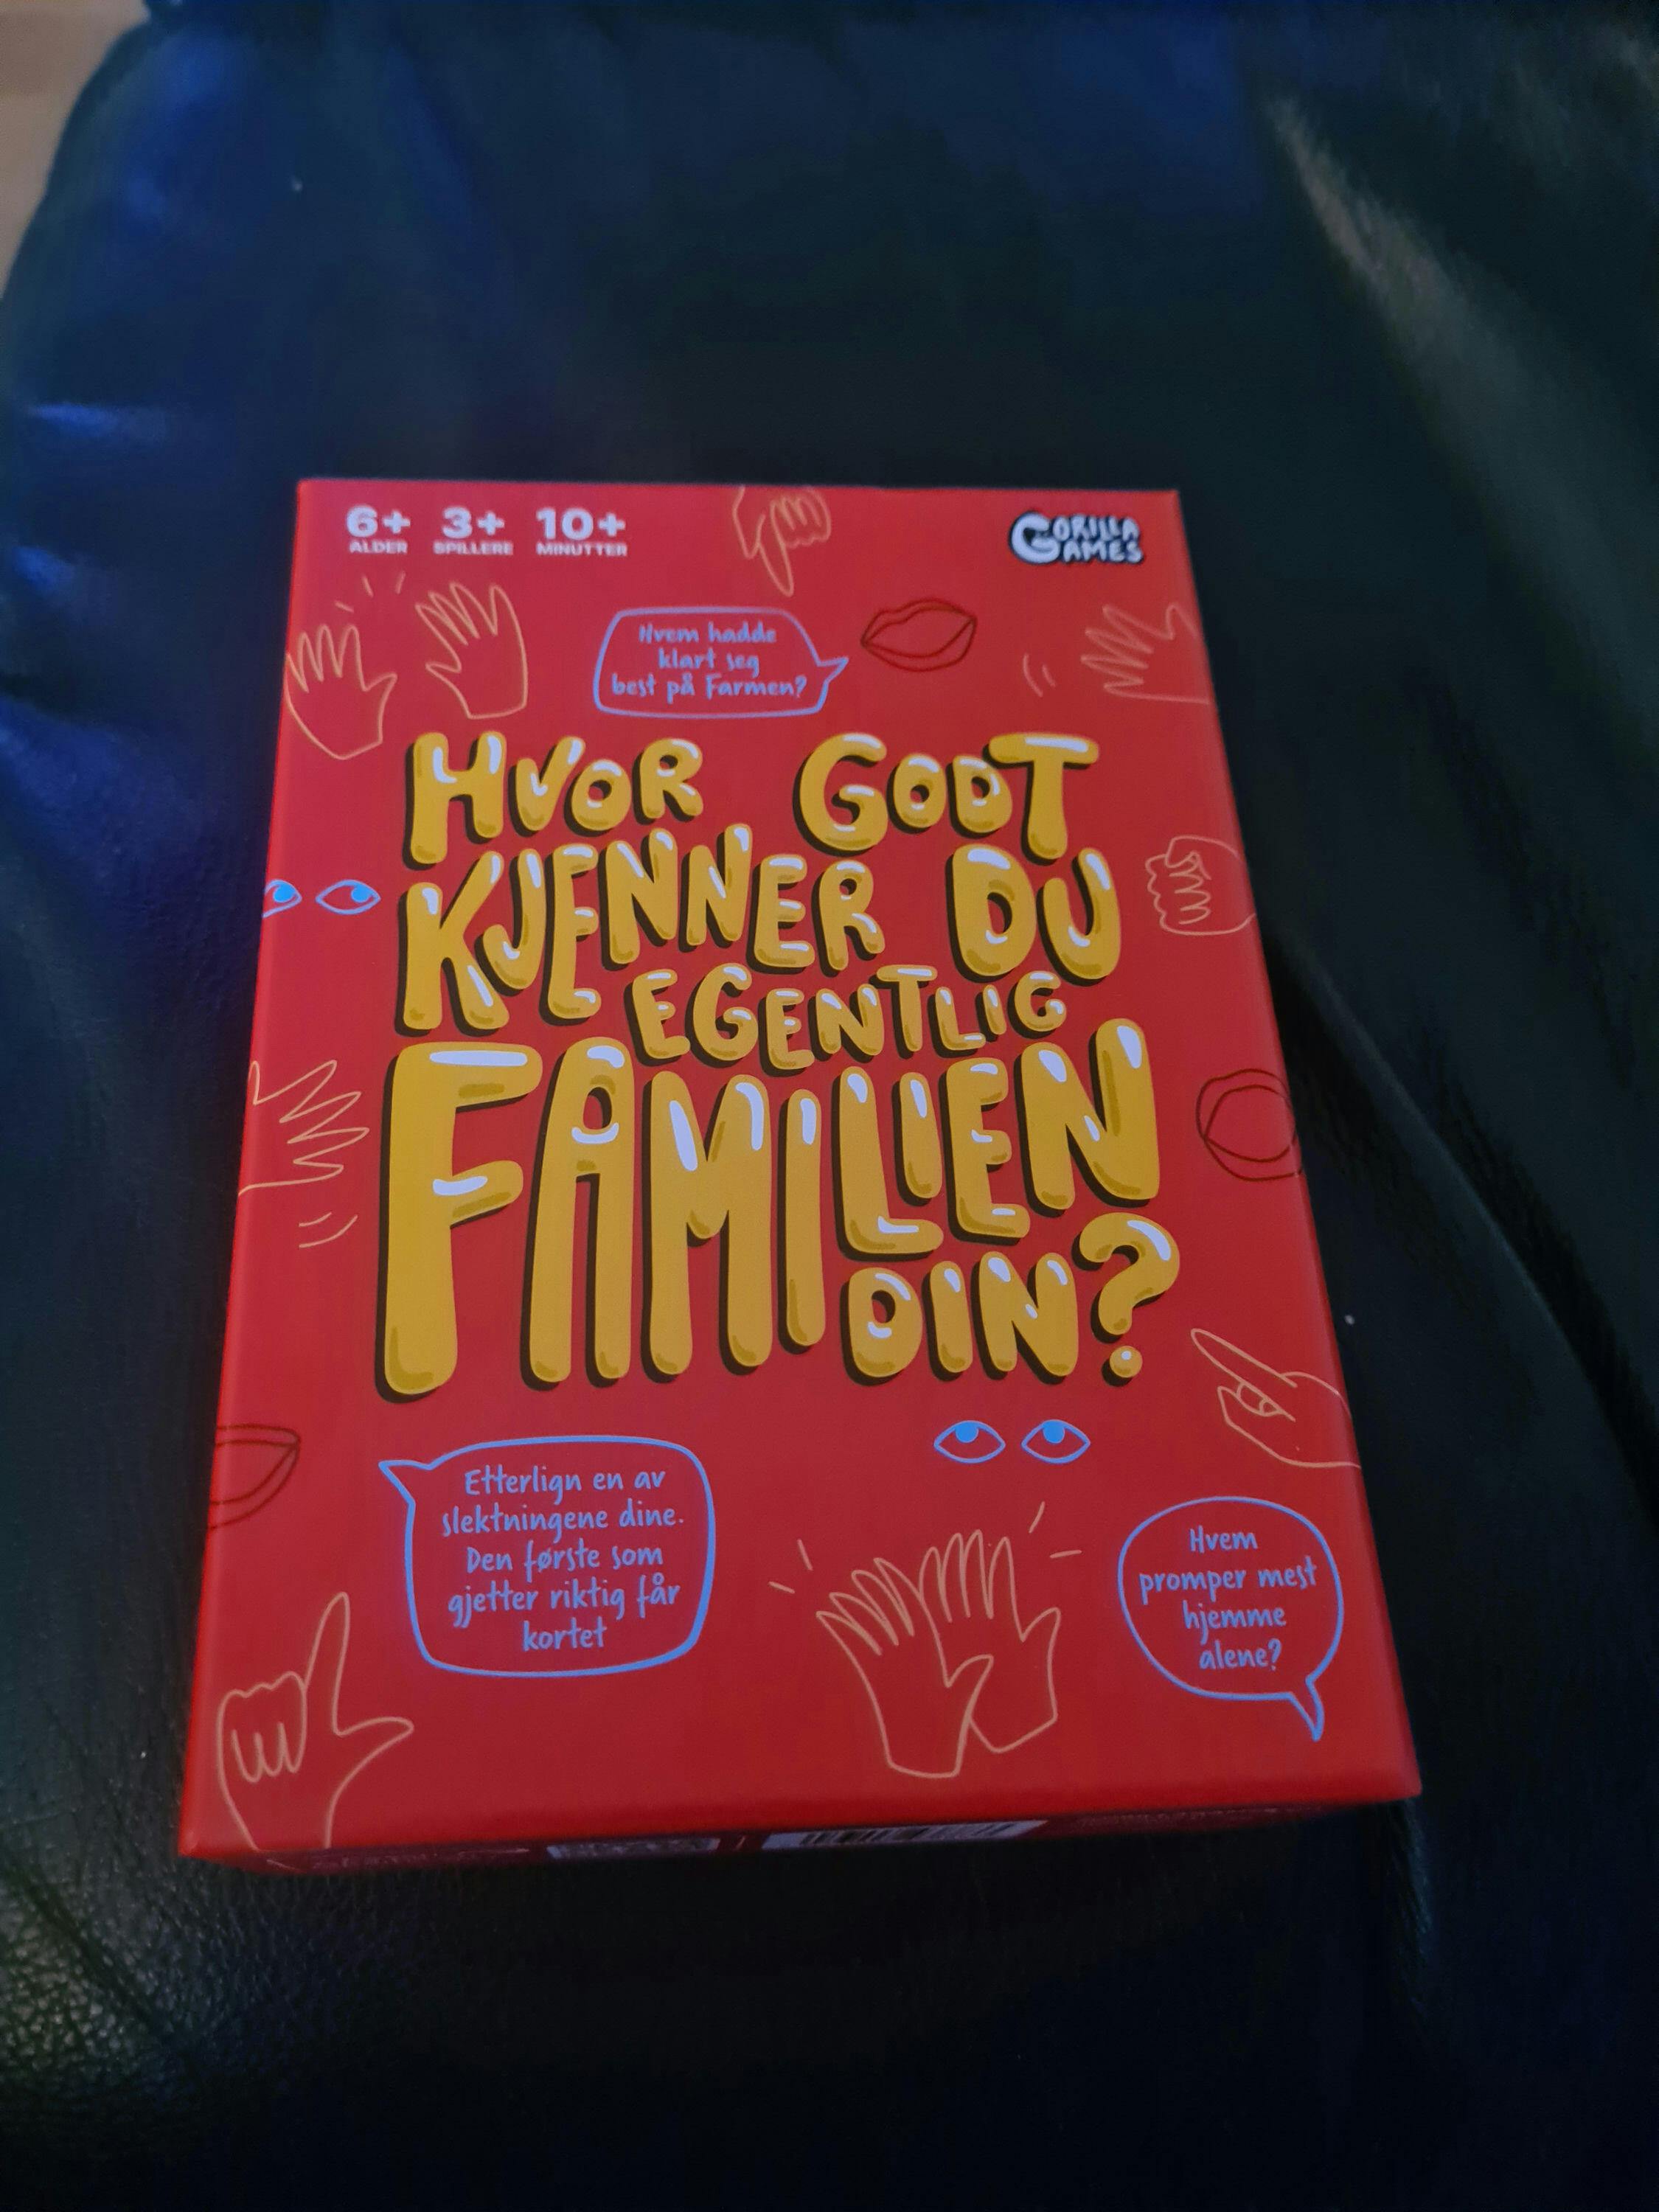 6+ 3+ 10+
ALDER SPILLERE MINUTTER
GORILLA
GAMES
Hvem hadde
klart seg
best på Farmen?
HVOR GODT
KJENNER DU
EGENTLIG
FAMILIEN
DIN?
Etterlign en av
slektningene dine.
Den første som
gjetter riktig får
kortet
Hvem
promper mest
hjemme
alene?